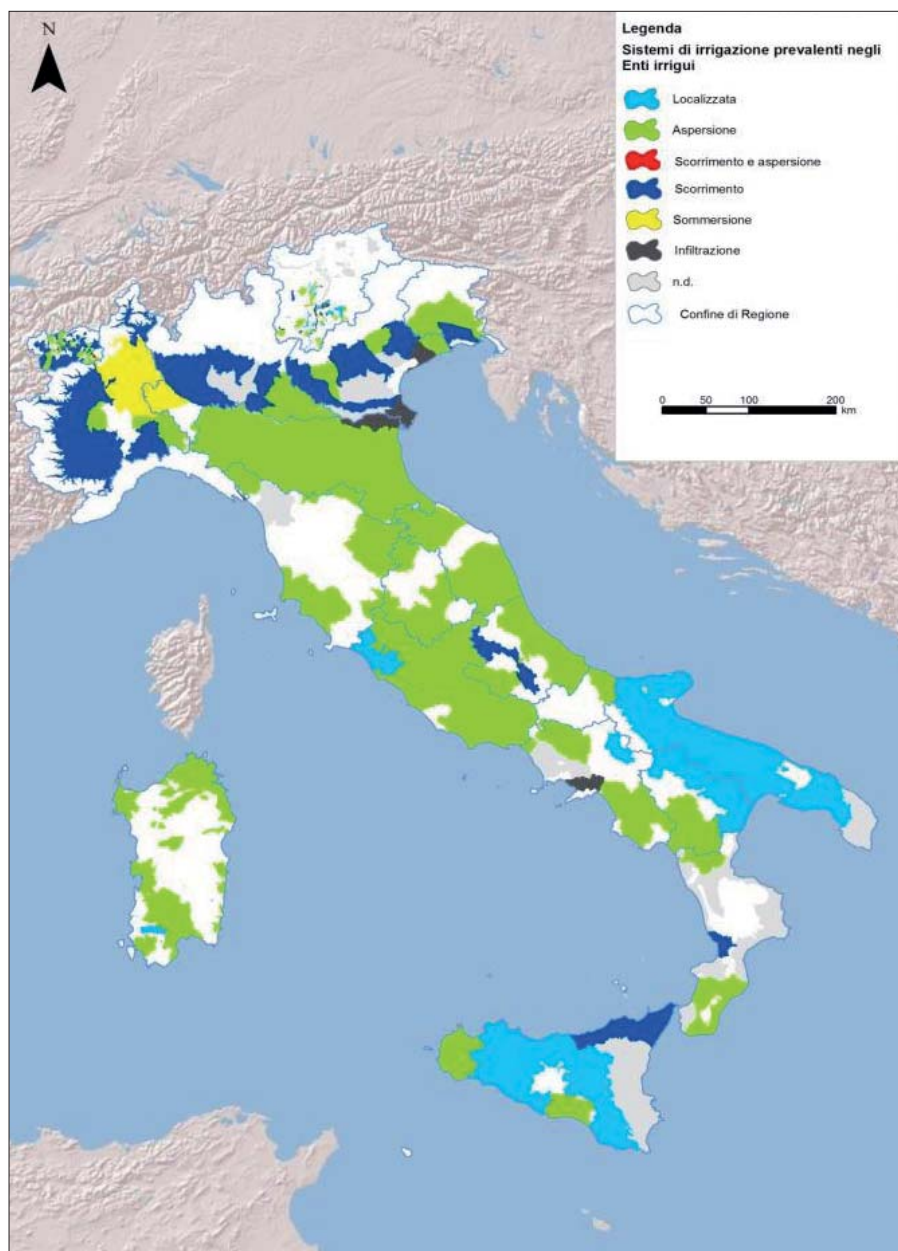 N
Legenda
Sistemi di irrigazione prevalenti negli
Enti irrigui
Localizzata
Aspersione
Scorrimento e aspersione
Scorrimento
Sommersione
Infiltrazione
n.d.
Confine di Regione
0 50 100 200
km